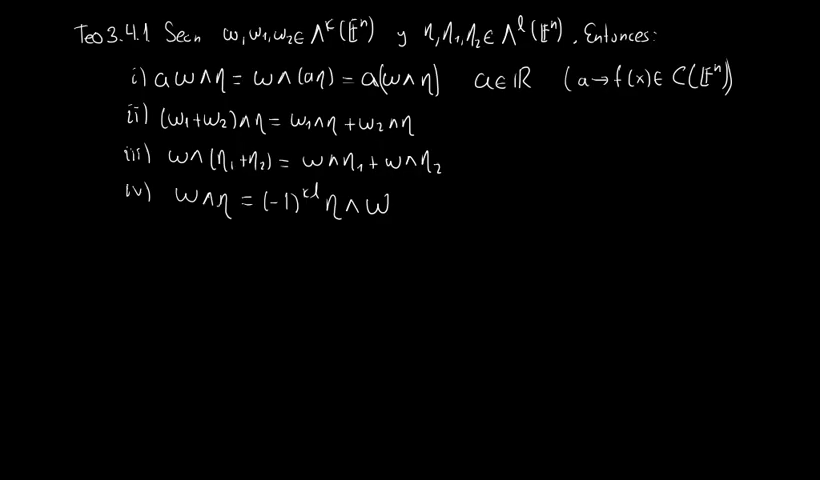 Teo 3.4.1 Sean ω, ω₁, ω₂ ∈ Λᵏ(𝔼ⁿ) y η, η₁, η₂ ∈ Λˡ(𝔼ⁿ). Entonces:
i) a ω∧η = ω∧(aη) = a(ω∧η) a∈ℝ (a→f(x)∈ C(𝔼ⁿ))
ii) (ω₁+ω₂)∧η = ω₁∧η + ω₂∧η
iii) ω∧(η₁+η₂) = ω∧η₁ + ω∧η₂
iv) ω∧η = (-1)ᵏˡ η∧ω